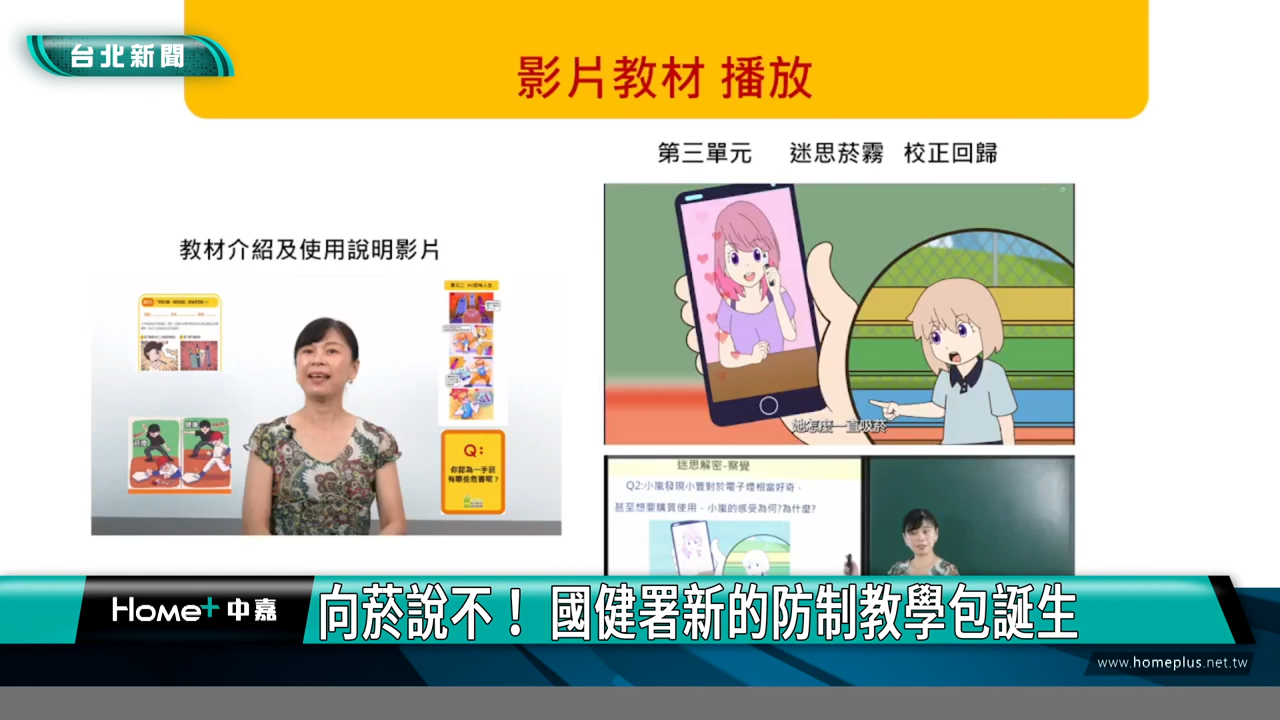 台北新聞
影片教材 播放
第三單元 迷思菸霧 校正回歸
教材介紹及使用說明影片
Q:
你認為一手菸
有哪些危害呢?
她怎麼一直吸菸
迷思解密-察覺
Q2:小嵐發現小豐對於電子煙相當好奇,
甚至想要購買使用,小嵐的感受為何?為什麼?
Home+ 中嘉
向菸說不! 國健署新的防制教學包誕生
www.homeplus.net.tw